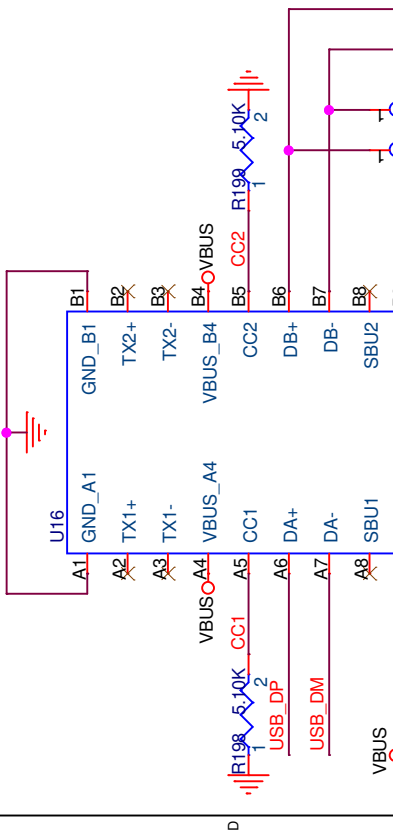 U16
B1
B2
B3
B4
B5
B6
B7
B8
GND_B1
TX2+
TX2-
VBUS_B4
CC2
DB+
DB-
SBU2
GND_A1
TX1+
TX1-
VBUS_A4
CC1
DA+
DA-
SBU1
A1
A2
A3
A4
A5
A6
A7
A8
VBUS
CC2
R199 5.10K
1 2
1
1
VBUS
CC1
R198 5.10K
1 2
USB_DP
USB_DM
VBUS
D